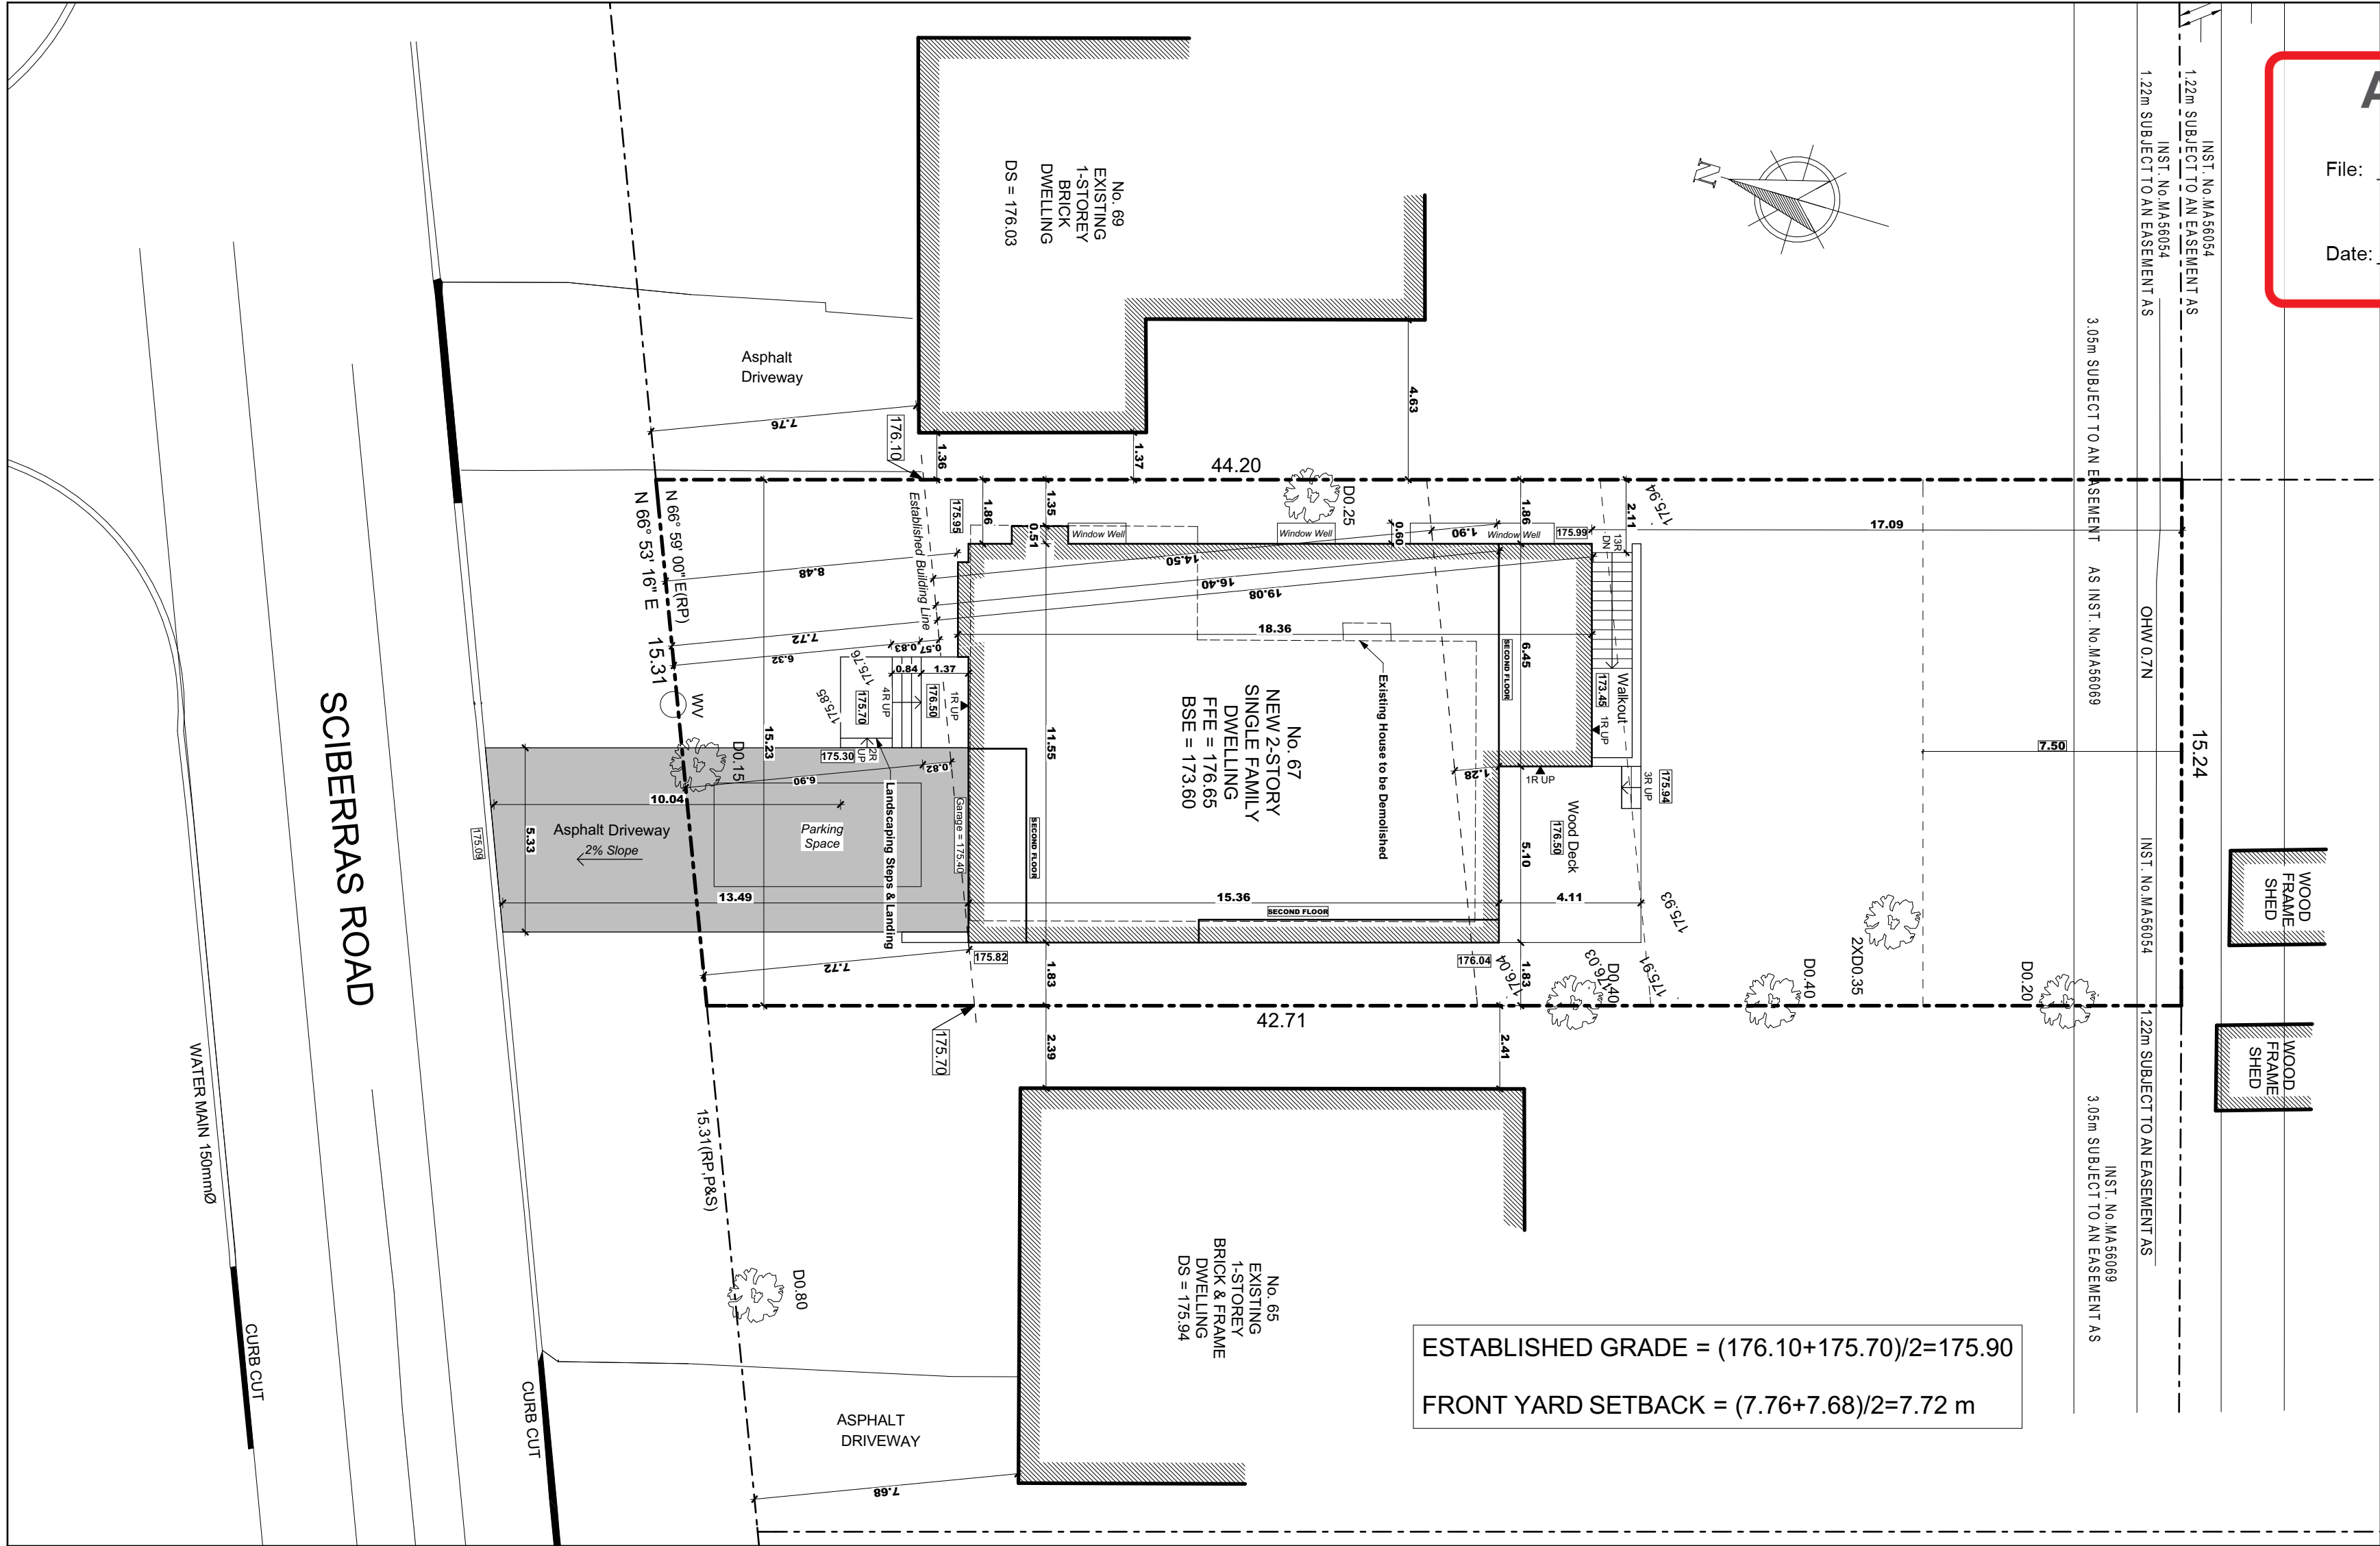 A
File:
Date:
1.22m SUBJECT TO AN EASEMENT AS
INST. No.MA56054
1.22m SUBJECT TO AN EASEMENT AS
INST. No.MA56054
3.05m SUBJECT TO AN EASEMENT AS INST. No.MA56069
N
No. 69
EXISTING
1-STOREY
BRICK
DWELLING
DS = 176.03
Asphalt
Driveway
7.76
176.10
1.36
1.37
4.63
44.20
D0.25
N 66° 59' 00" E(RP)
N 66° 53' 16" E
15.31
Established Building Line
175.95
1.86
1.35
0.51
Window Well
Window Well
0.60
1.90
Window Well
1.86
175.99
2.11
175.94
17.09
13R
DN
8.48
14.50
16.40
19.08
18.36
7.72
6.32
0.83
0.57
0.84
1.37
175.76
175.85
175.70
4R UP
176.50
1R UP
WV
D0.15
15.23
175.30
2R
UP
0.82
6.90
10.04
5.33
Asphalt Driveway
2% Slope
Parking
Space
13.49
175.09
Garage = 175.40
Landscaping Steps & Landing
SECOND FLOOR
11.55
No. 67
NEW 2-STORY
SINGLE FAMILY
DWELLING
FFE = 176.65
BSE = 173.60
Existing House to be Demolished
SECOND FLOOR
6.45
173.45
Walkout
1R UP
1.28
1R UP
3R UP
175.94
Wood Deck
176.50
5.10
15.36
SECOND FLOOR
4.11
175.93
7.50
15.24
OHW 0.7N
INST. No.MA56054
1.22m SUBJECT TO AN EASEMENT AS
WOOD
FRAME
SHED
WOOD
FRAME
SHED
SCIBERRAS ROAD
7.72
175.82
1.83
176.04
176.04
1.83
176.03
D0.40
175.91
D0.40
2XD0.35
D0.20
42.71
175.70
2.39
2.41
15.31(RP,P&S)
WATER MAIN 150mmØ
CURB CUT
CURB CUT
D0.80
ASPHALT
DRIVEWAY
7.68
No. 65
EXISTING
1-STOREY
BRICK & FRAME
DWELLING
DS = 175.94
INST. No.MA56069
3.05m SUBJECT TO AN EASEMENT AS
ESTABLISHED GRADE = (176.10+175.70)/2=175.90
FRONT YARD SETBACK = (7.76+7.68)/2=7.72 m